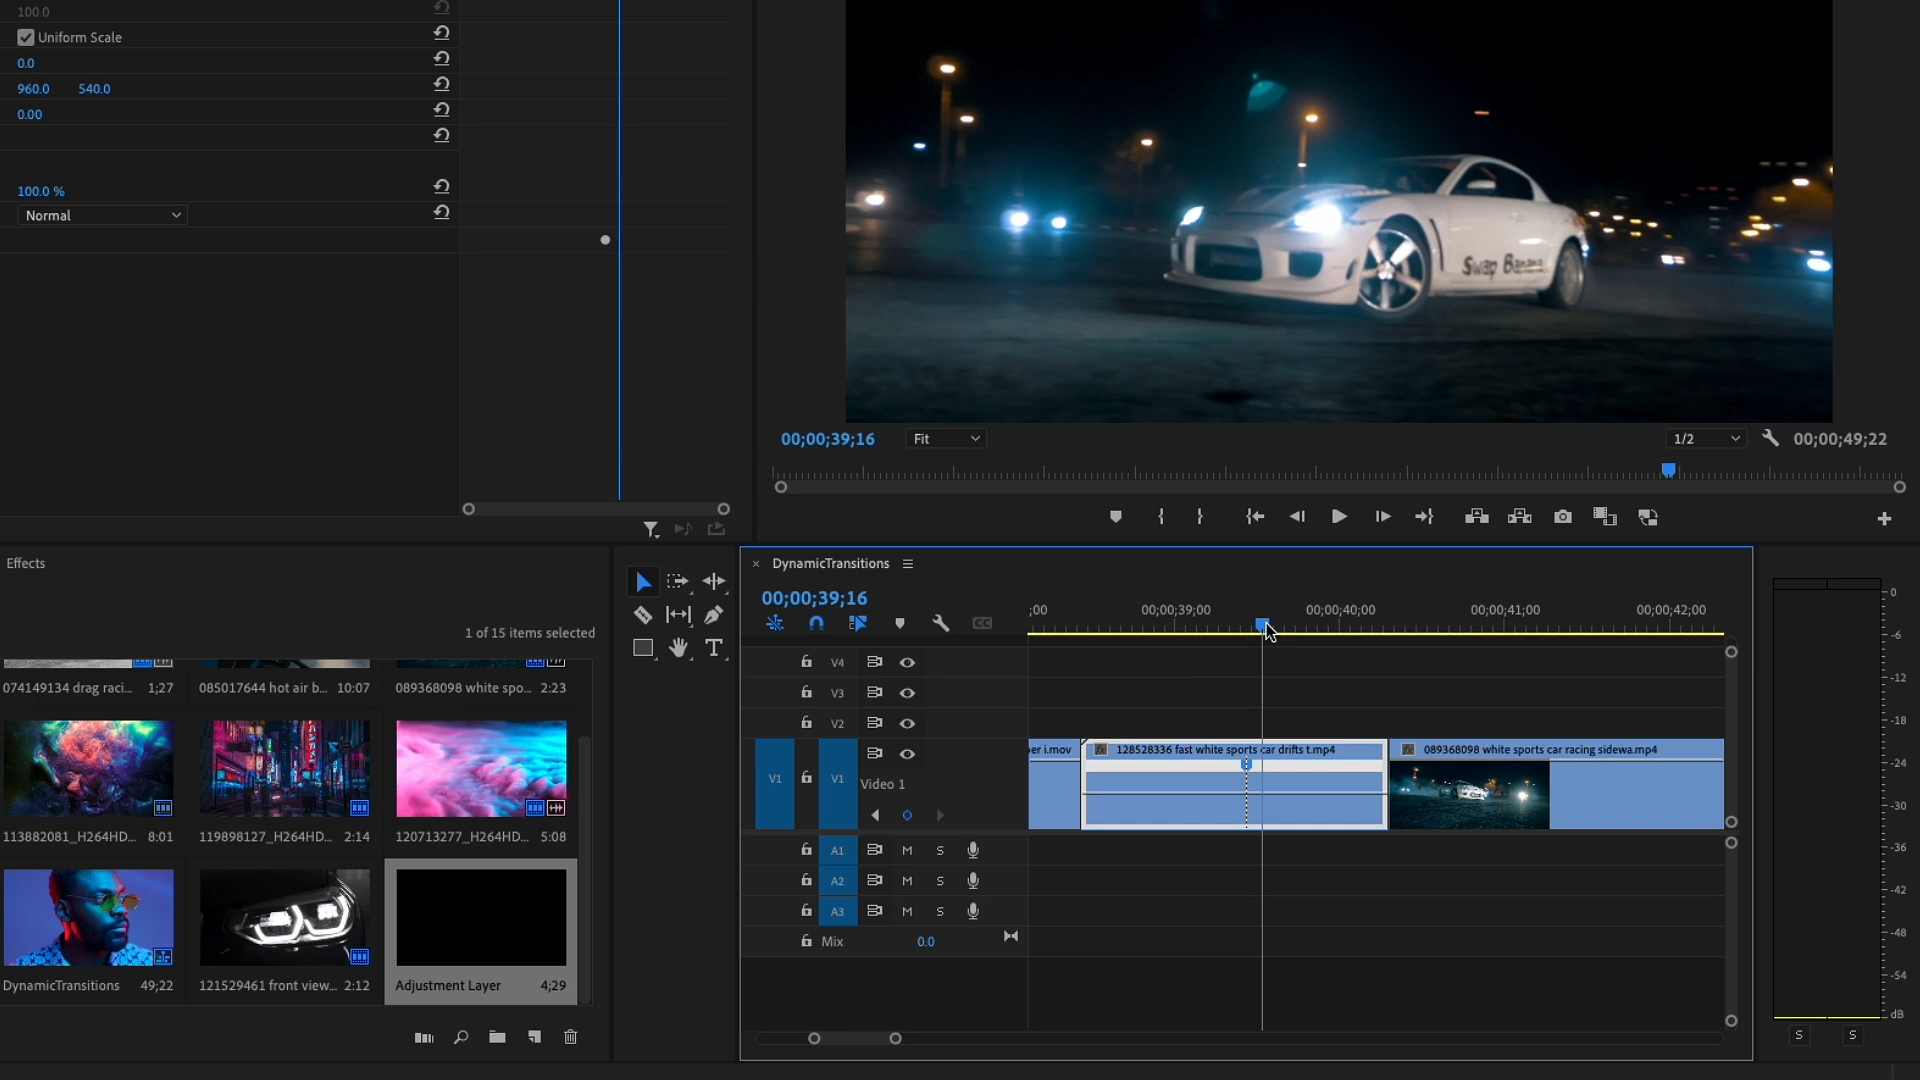 100.0
Uniform Scale
0.0
960.0 540.0
0.00
100.0 %
Normal
Swap Banana
00;00;39;16
Fit
1/2
00;00;49;22
Effects
1 of 15 items selected
074149134 drag raci... 1;27
085017644 hot air b... 10:07
089368098 white spo... 2:23
113882081_H264HD... 8:01
119898127_H264HD... 2:14
120713277_H264HD... 5:08
DynamicTransitions 49;22
121529461 front view... 2:12
Adjustment Layer 4;29
× DynamicTransitions
00;00;39;16
;00 00;00;39;00 00;00;40;00 00;00;41;00 00;00;42;00
CC
V4
V3
V2
V1 V1 Video 1
er i.mov
fx 128528336 fast white sports car drifts t.mp4
fx 089368098 white sports car racing sidewa.mp4
A1 M S
A2 M S
A3 M S
Mix 0.0
0
-6
-12
-18
-24
-30
-36
-42
-48
-54
dB
S S